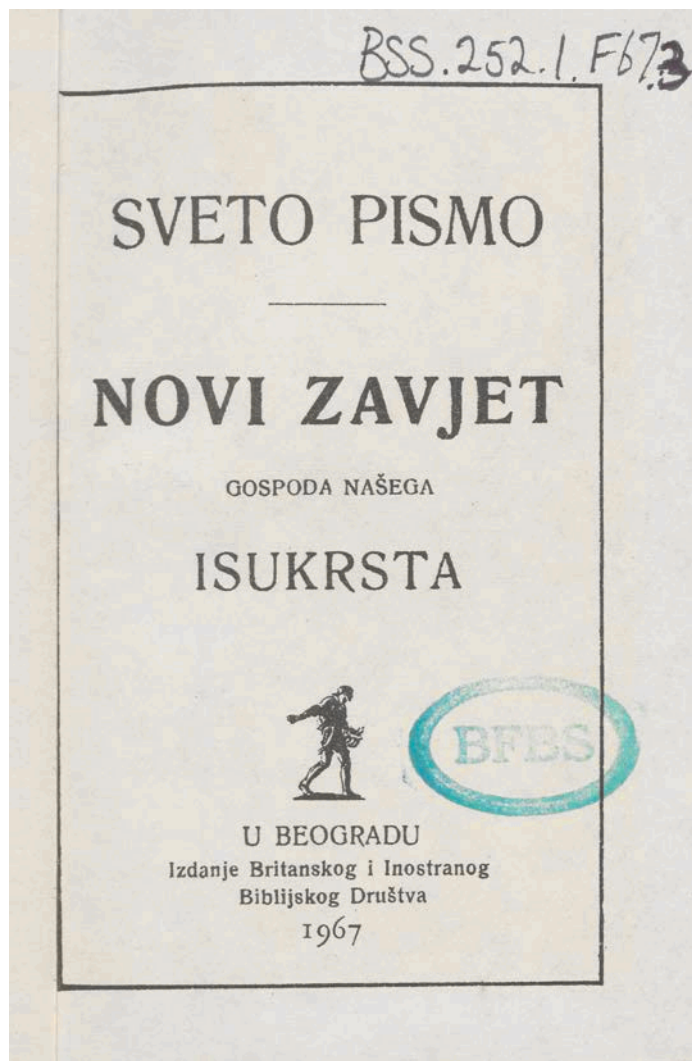 BSS.252.1.F67.3
SVETO PISMO
NOVI ZAVJET
GOSPODA NAŠEGA
ISUKRSTA
BFBS
U BEOGRADU
Izdanje Britanskog i Inostranog
Biblijskog Društva
1967